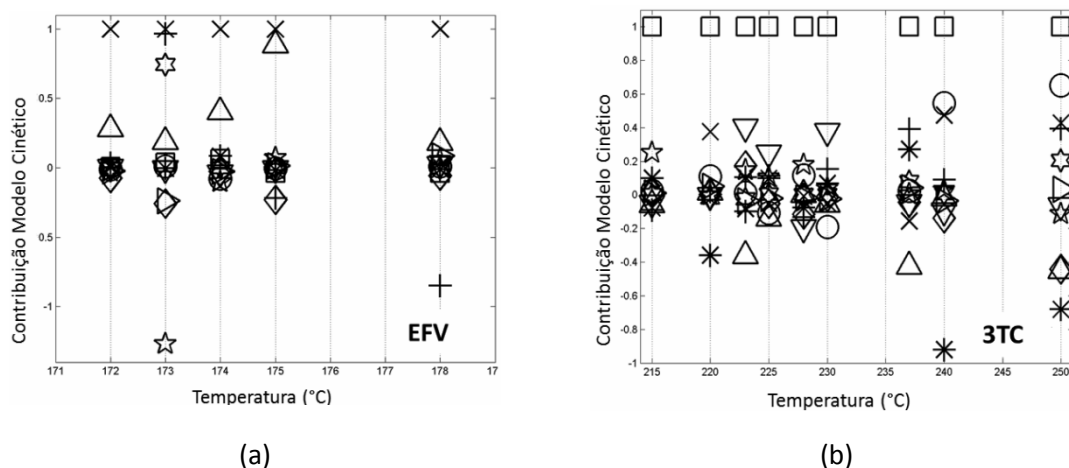 1
0.5
0
0.5
-1
Contribuição Modelo Cinético
171 172 173 174 175 176 177 178 17
Temperatura (°C)
EFV
(a)
1
0.8
0.6
0.4
0.2
0
-0.2
-0.4
-0.6
-0.8
-1
Contribuição Modelo Cinético
215 220 225 230 235 240 245 250
Temperatura (°C)
3TC
(b)